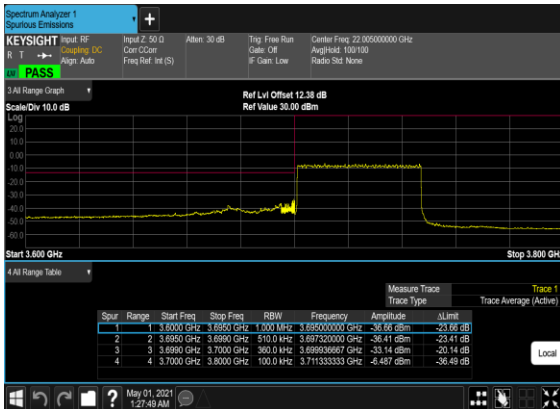 Spectrum Analyzer 1
Spurious Emissions
KEYSIGHT Input: RF Input Z: 50 Ω Atten: 30 dB Trig: Free Run Center Freq: 22.005000000 GHz
R T Coupling: DC Corr CCorr Gate: Off Avg|Hold: 100/100
Align: Auto Freq Ref: Int (S) IF Gain: Low Radio Std: None
LXI PASS
3 All Range Graph
Ref Lvl Offset 12.38 dB
Scale/Div 10.0 dB Ref Value 30.00 dBm
Log
20.0
10.0
0.00
-10.0
-20.0
-30.0
-40.0
-50.0
-60.0
Start 3.600 GHz Stop 3.800 GHz
4 All Range Table
Measure Trace Trace 1
Trace Type Trace Average (Active)
Spur Range Start Freq Stop Freq RBW Frequency Amplitude ΔLimit
1 1 3.6000 GHz 3.6950 GHz 1.000 MHz 3.695000000 GHz -36.66 dBm -23.66 dB
2 2 3.6950 GHz 3.6990 GHz 510.0 kHz 3.697320000 GHz -36.41 dBm -23.41 dB
3 3 3.6990 GHz 3.7000 GHz 360.0 kHz 3.699936667 GHz -33.14 dBm -20.14 dB
4 4 3.7000 GHz 3.8000 GHz 100.0 kHz 3.711333333 GHz -6.487 dBm -36.49 dB
Local
May 01, 2021
1:27:49 AM